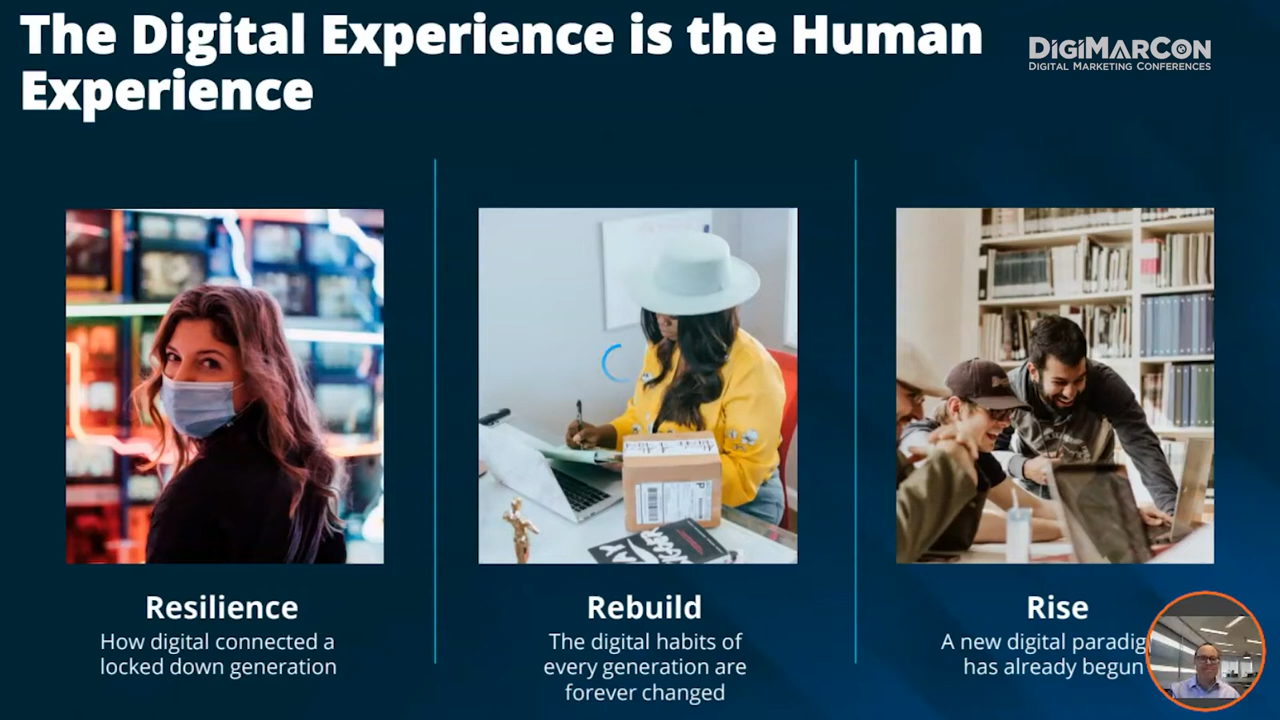 The Digital Experience is the Human
Experience
DIGIMARCON
DIGITAL MARKETING CONFERENCES
Resilience
How digital connected a
locked down generation
Rebuild
The digital habits of
every generation are
forever changed
Rise
A new digital paradig
has already begun